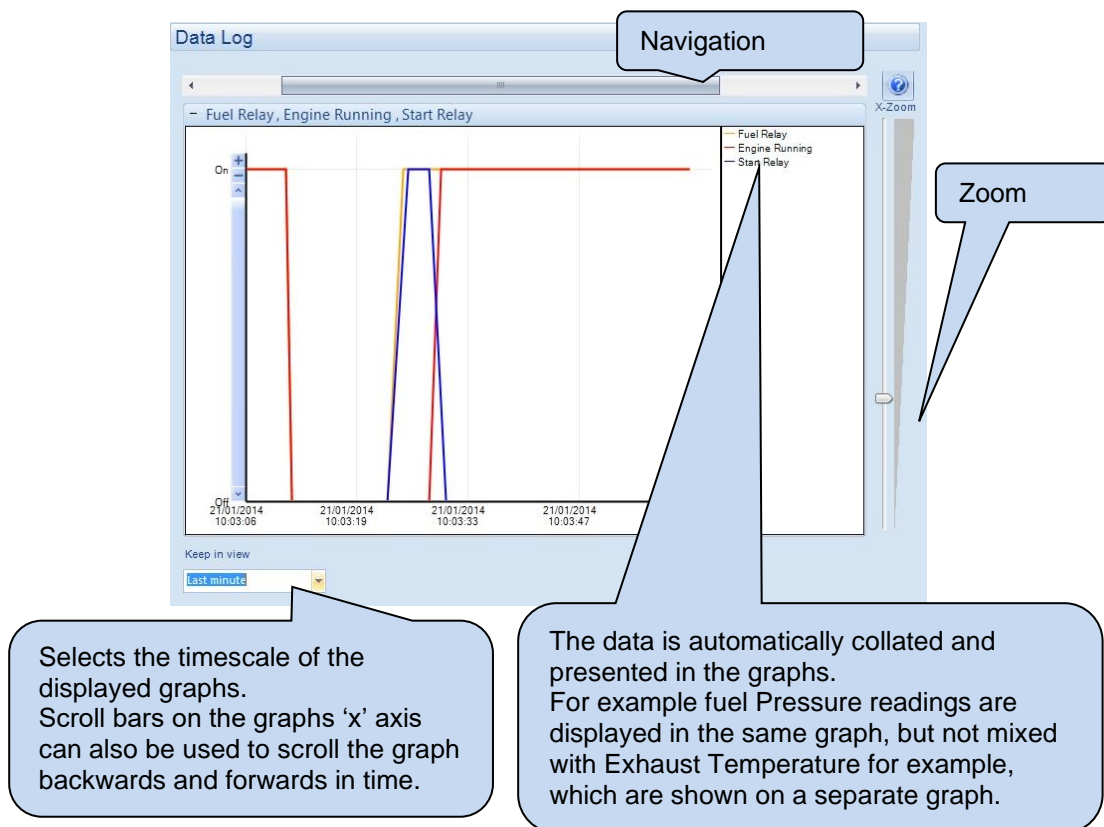 Data Log
Navigation
X-Zoom
− Fuel Relay , Engine Running , Start Relay
Fuel Relay
Engine Running
Start Relay
On
Off
Zoom
21/01/2014
10:03:06
21/01/2014
10:03:19
21/01/2014
10:03:33
21/01/2014
10:03:47
Keep in view
Last minute
Selects the timescale of the
displayed graphs.
Scroll bars on the graphs ‘x’ axis
can also be used to scroll the graph
backwards and forwards in time.
The data is automatically collated and
presented in the graphs.
For example fuel Pressure readings are
displayed in the same graph, but not mixed
with Exhaust Temperature for example,
which are shown on a separate graph.